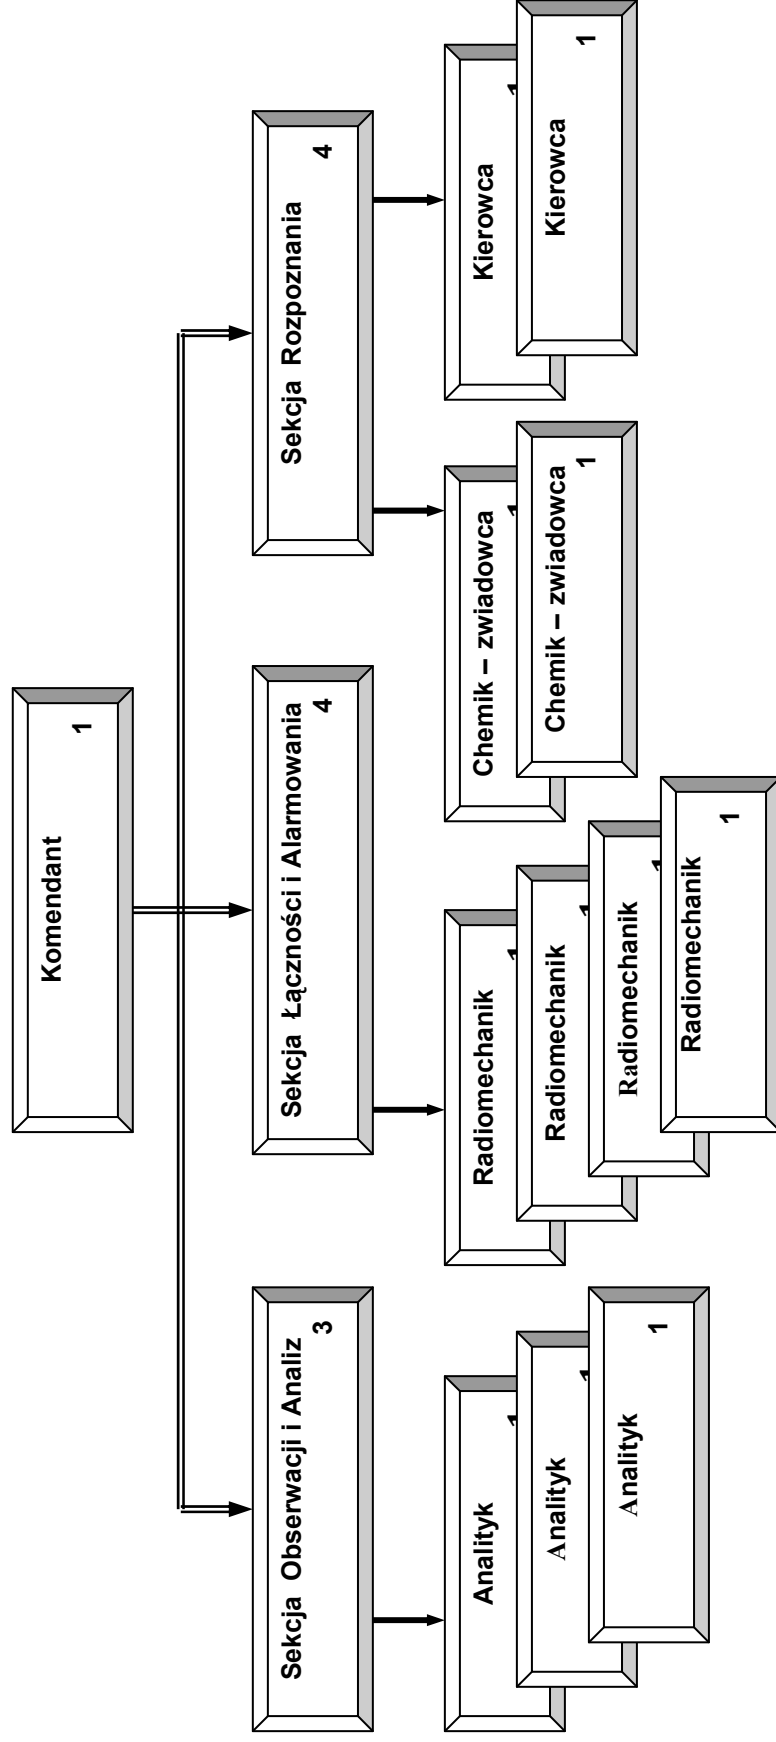 Komendant
1
Sekcja Obserwacji i Analiz
3
Sekcja Łączności i Alarmowania
4
Sekcja Rozpoznania
4
Analityk
1
Analityk
1
Analityk
1
Radiomechanik
1
Radiomechanik
1
Radiomechanik
1
Radiomechanik
1
Chemik – zwiadowca
1
Chemik – zwiadowca
1
Kierowca
1
Kierowca
1